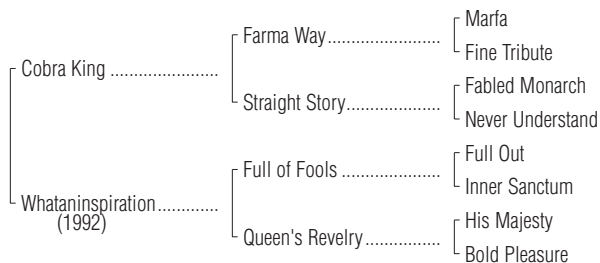 Marfa
Farma Way.....................
Fine Tribute
Cobra King ....................
Fabled Monarch
Straight Story..................
Never Understand
Full Out
Full of Fools ..................
Inner Sanctum
Whataninspiration............
(1992)
His Majesty
Queen's Revelry..............
Bold Pleasure